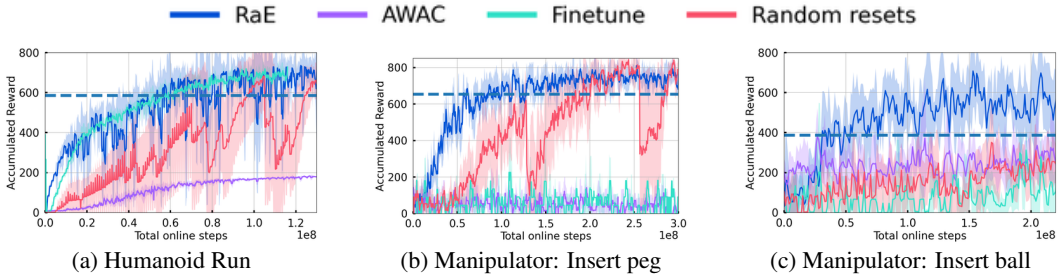 RaE AWAC Finetune Random resets
800
600
400
200
0
Accumulated Reward
0.0 0.2 0.4 0.6 0.8 1.0 1.2
1e8
Total online steps
(a) Humanoid Run
800
600
400
200
0
Accumulated Reward
0.0 0.5 1.0 1.5 2.0 2.5 3.0
1e8
Total online steps
(b) Manipulator: Insert peg
800
600
400
200
0
Accumulated Reward
0.0 0.5 1.0 1.5 2.0
1e8
Total online steps
(c) Manipulator: Insert ball